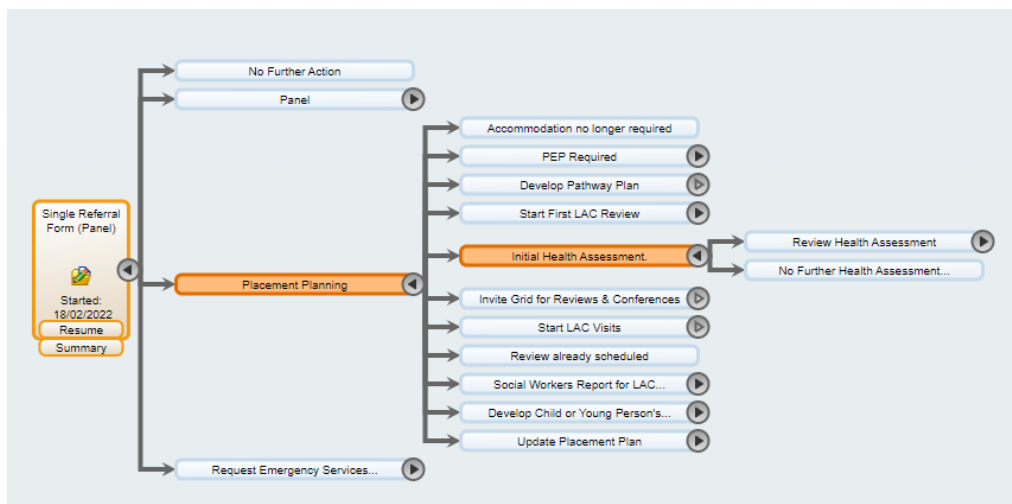 Single Referral
Form (Panel)
Started:
18/02/2022
Resume
Summary
No Further Action
Panel
Placement Planning
Request Emergency Services...
Accommodation no longer required
PEP Required
Develop Pathway Plan
Start First LAC Review
Initial Health Assessment.
Invite Grid for Reviews & Conferences
Start LAC Visits
Review already scheduled
Social Workers Report for LAC...
Develop Child or Young Person's...
Update Placement Plan
Review Health Assessment
No Further Health Assessment...